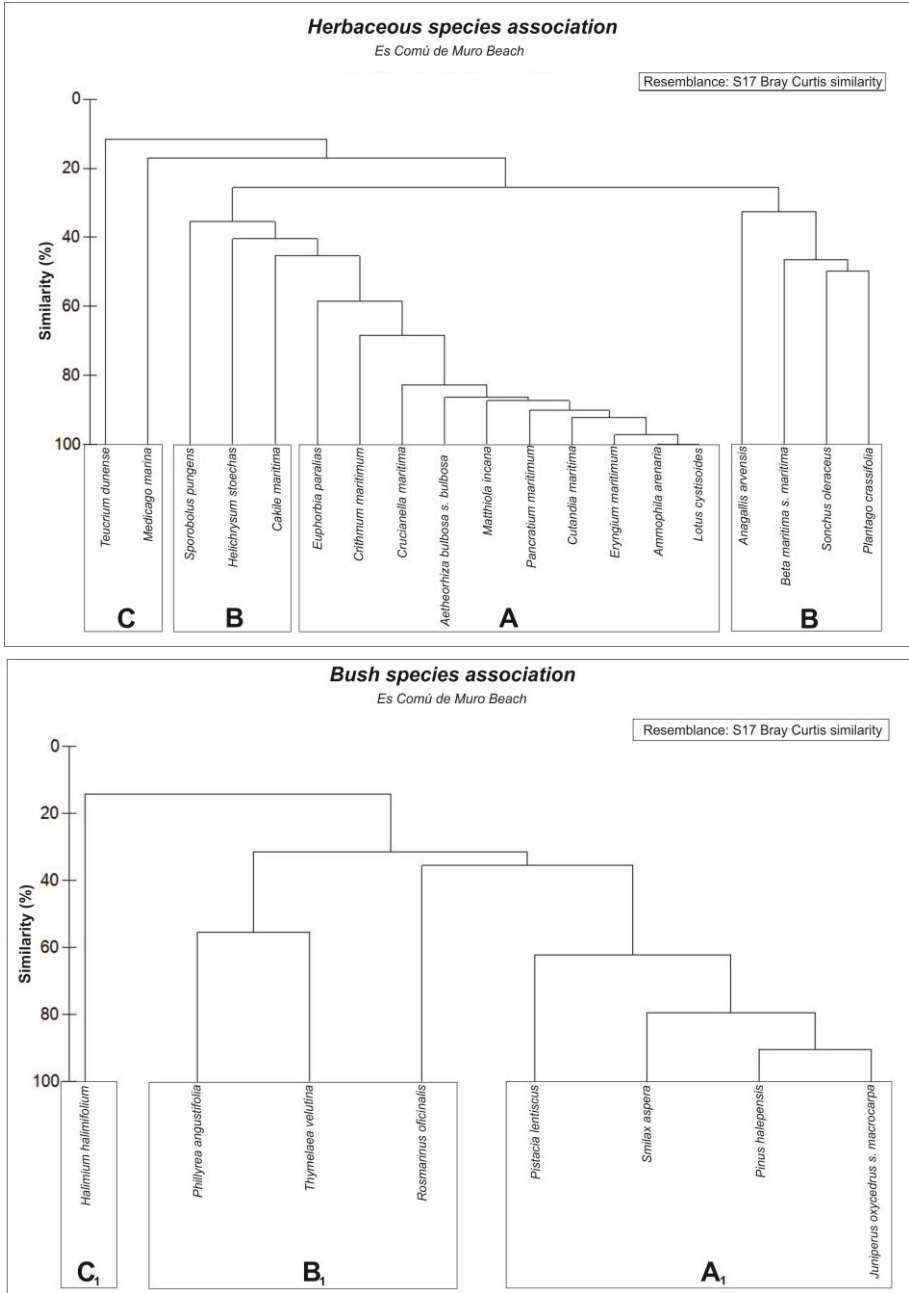 Herbaceous species association
Es Comú de Muro Beach
Resemblance: S17 Bray Curtis similarity
Similarity (%)
0
20
40
60
80
100
Teucrium dunense
Medicago marina
Sporobolus pungens
Helichrysum stoechas
Cakile maritima
Euphorbia paralias
Crithmum maritimum
Crucianella maritima
Aetheorhiza bulbosa s. bulbosa
Matthiola incana
Pancratium maritimum
Cutandia maritima
Eryngium maritimum
Ammophila arenaria
Lotus cystisoides
Anagallis arvensis
Beta maritima s. maritima
Sonchus oleraceus
Plantago crassifolia
C
B
A
B
Bush species association
Es Comú de Muro Beach
Resemblance: S17 Bray Curtis similarity
Similarity (%)
0
20
40
60
80
100
Halimium halimifolium
Phillyrea angustifolia
Thymelaea velutina
Rosmarinus oficinalis
Pistacia lentiscus
Smilax aspera
Pinus halepensis
Juniperus oxycedrus s. macrocarpa
C₁
B₁
A₁